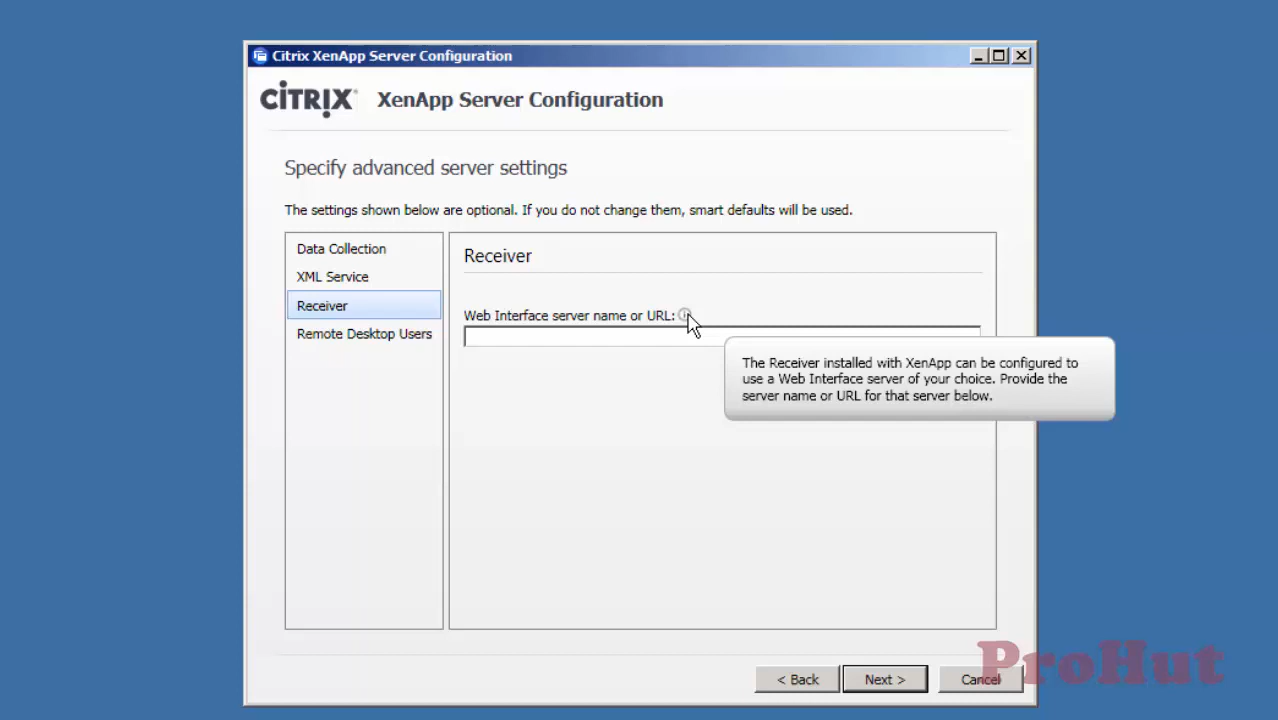 Citrix XenApp Server Configuration
CITRIX XenApp Server Configuration
Specify advanced server settings
The settings shown below are optional. If you do not change them, smart defaults will be used.
Data Collection
XML Service
Receiver
Remote Desktop Users
Receiver
Web Interface server name or URL:
The Receiver installed with XenApp can be configured to
use a Web Interface server of your choice. Provide the
server name or URL for that server below.
< Back Next > Cancel
ProHut